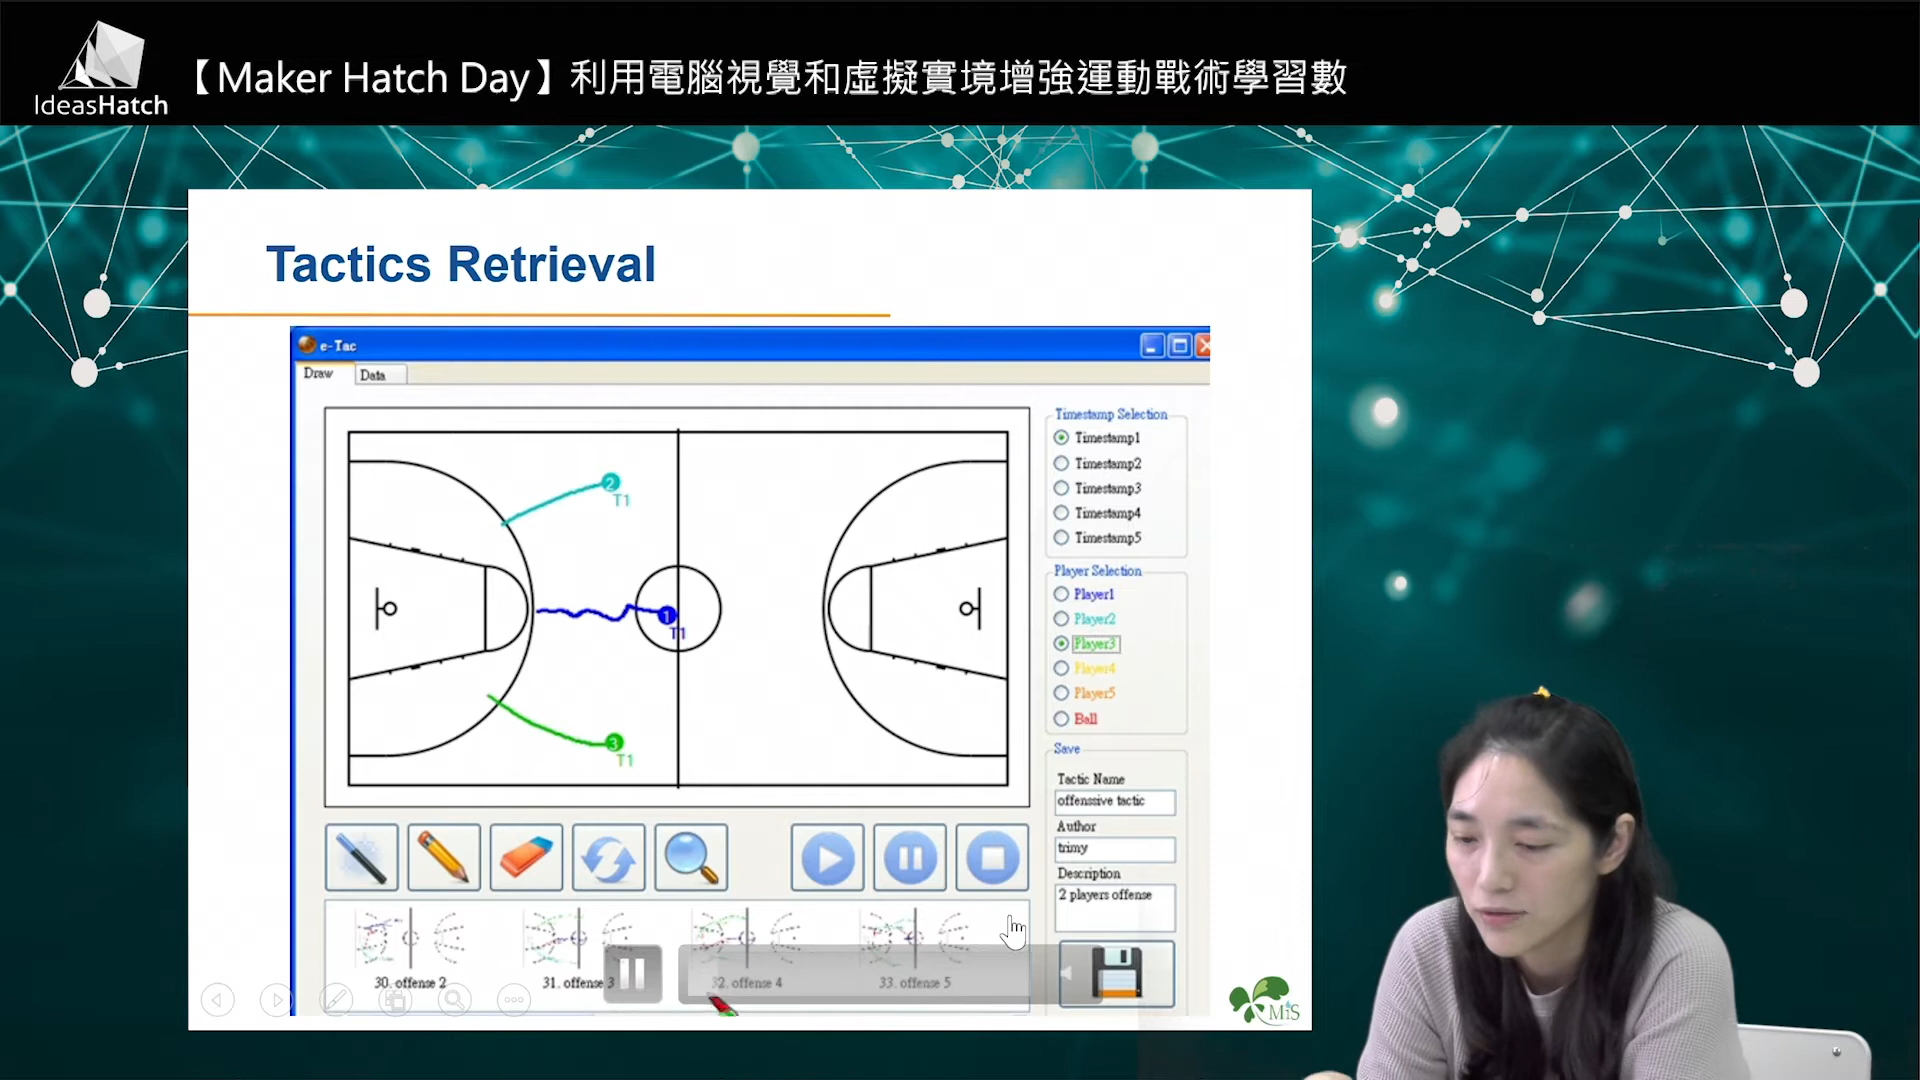 IdeasHatch
【Maker Hatch Day】利用電腦視覺和虛擬實境增強運動戰術學習數
Tactics Retrieval
e-Tac
Draw
Data
Timestamp Selection
Timestamp1
Timestamp2
Timestamp3
Timestamp4
Timestamp5
Player Selection
Player1
Player2
Player3
Player4
Player5
Ball
2
T1
1
T1
3
T1
Save
Tactic Name
offenssive tactic
Author
trimy
Description
2 players offense
30. offense 2
31. offense 3
32. offense 4
33. offense 5
MiS